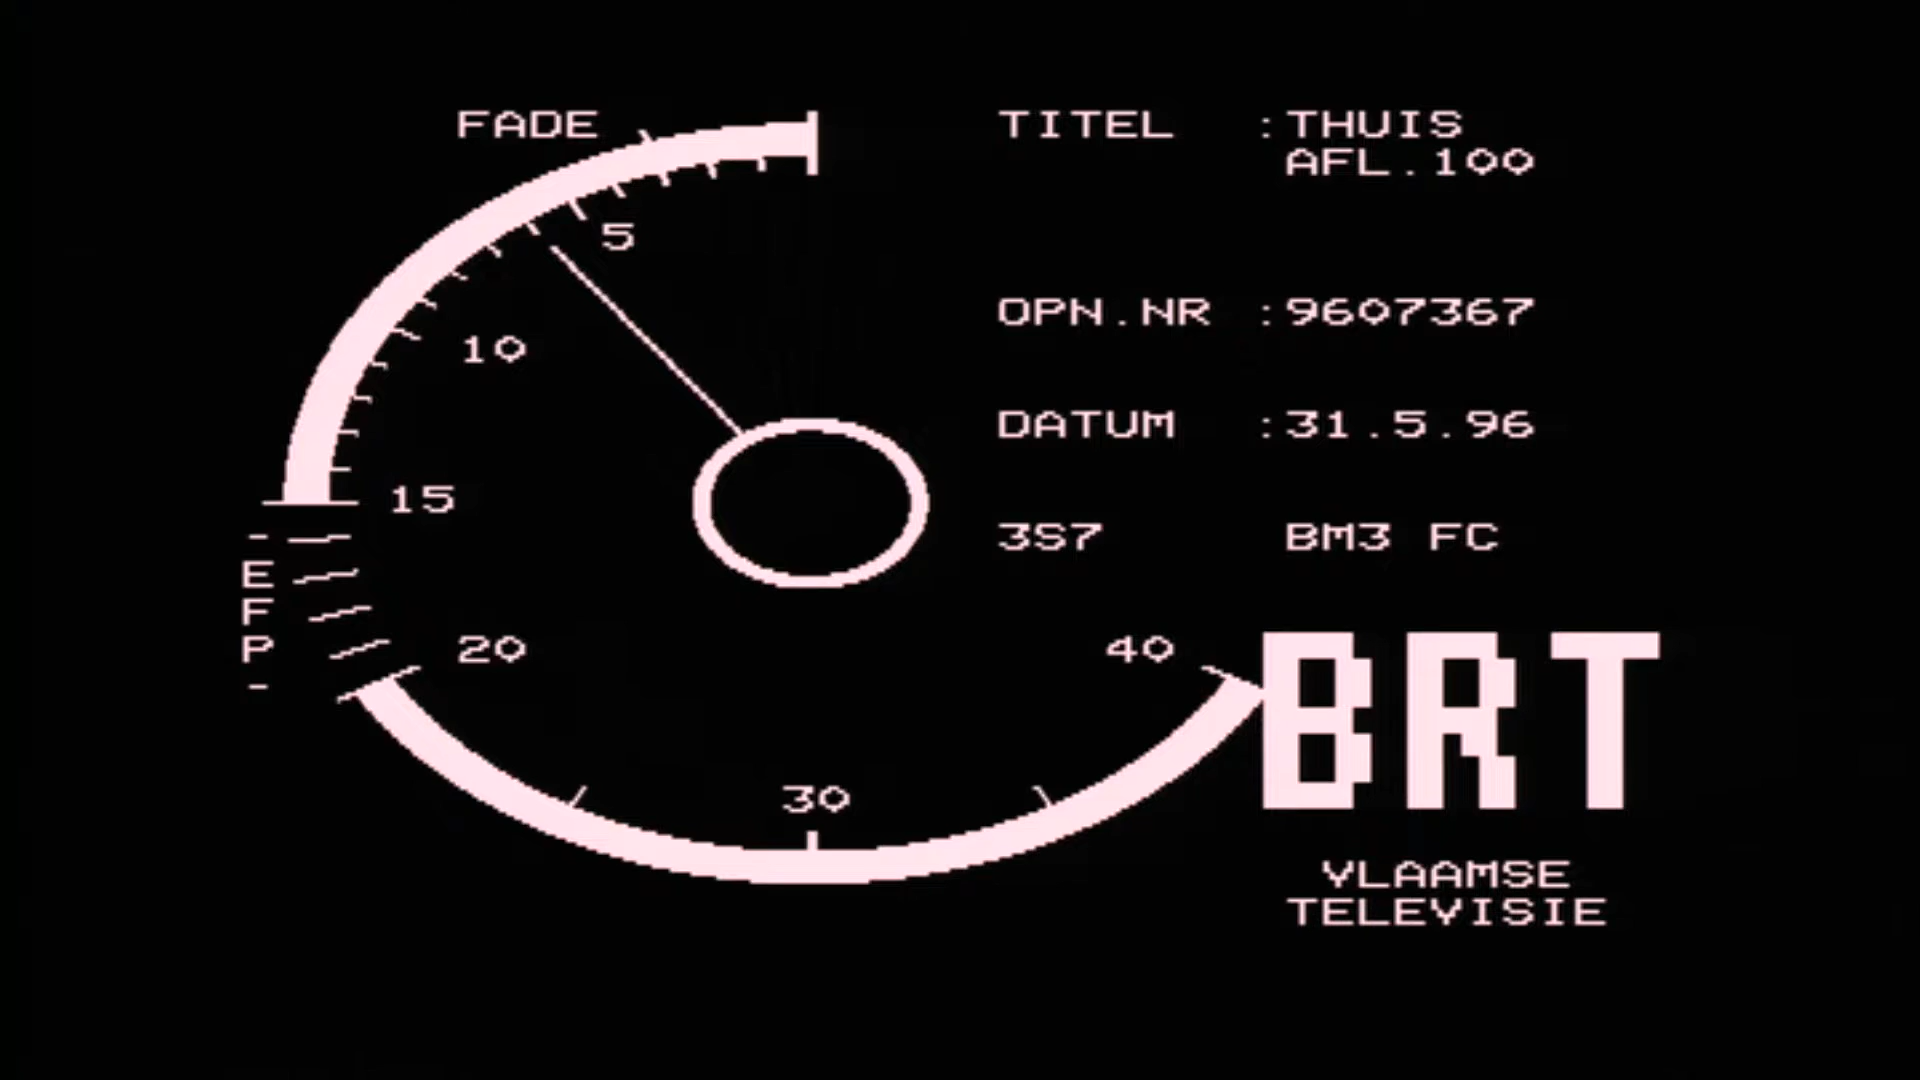 FADE
5
10
15
-
E
F
P
-
20
30
40
TITEL :THUIS
AFL.100
OPN.NR :9607367
DATUM :31.5.96
3S7 BM3 FC
BRT
VLAAMSE
TELEVISIE